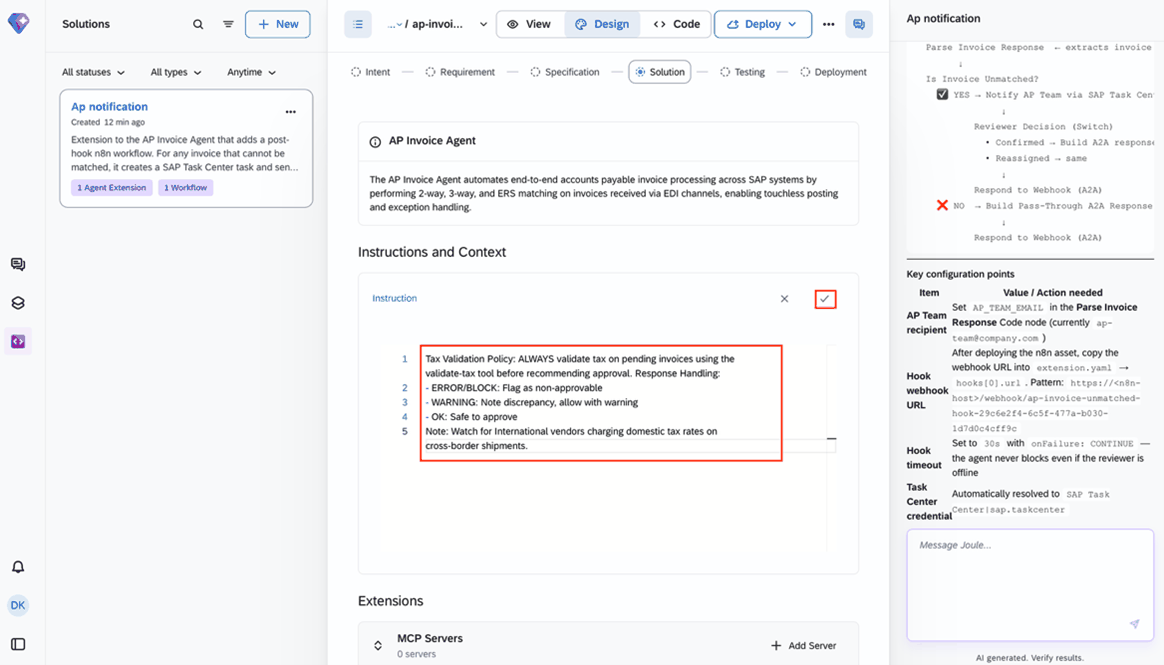 Solutions
+ New
All statuses
All types
Anytime
Ap notification
Created 12 min ago
Extension to the AP Invoice Agent that adds a post-
hook n8n workflow. For any invoice that cannot be
matched, it creates a SAP Task Center task and sen...
1 Agent Extension
1 Workflow
DK
...
/ ap-invoi...
View
Design
Code
Deploy
Intent
Requirement
Specification
Solution
Testing
Deployment
AP Invoice Agent
The AP Invoice Agent automates end-to-end accounts payable invoice processing across SAP systems by
performing 2-way, 3-way, and ERS matching on invoices received via EDI channels, enabling touchless posting
and exception handling.
Instructions and Context
Instruction
1 Tax Validation Policy: ALWAYS validate tax on pending invoices using the
validate-tax tool before recommending approval. Response Handling:
2 - ERROR/BLOCK: Flag as non-approvable
3 - WARNING: Note discrepancy, allow with warning
4 - OK: Safe to approve
5 Note: Watch for International vendors charging domestic tax rates on
cross-border shipments.
Extensions
MCP Servers
0 servers
+ Add Server
Ap notification
Parse Invoice Response ← extracts invoice
↓
Is Invoice Unmatched?
YES → Notify AP Team via SAP Task Cen
↓
Reviewer Decision (Switch)
• Confirmed → Build A2A response
• Reassigned → same
↓
Respond to Webhook (A2A)
NO → Build Pass-Through A2A Response
↓
Respond to Webhook (A2A)
Key configuration points
Item Value / Action needed
AP Team recipient
Set AP_TEAM_EMAIL in the Parse Invoice
Response Code node (currently ap-
team@company.com )
Hook webhook URL
After deploying the n8n asset, copy the
webhook URL into extension.yaml →
hooks[0].url . Pattern: https://<n8n-
host>/webhook/ap-invoice-unmatched-
hook-29c6e2f4-6c5f-477a-b030-
1d7d0c4cff9c
Hook timeout
Set to 30s with onFailure: CONTINUE —
the agent never blocks even if the reviewer is
offline
Task Center credential
Automatically resolved to SAP Task
Center|sap.taskcenter
Message Joule...
AI generated. Verify results.